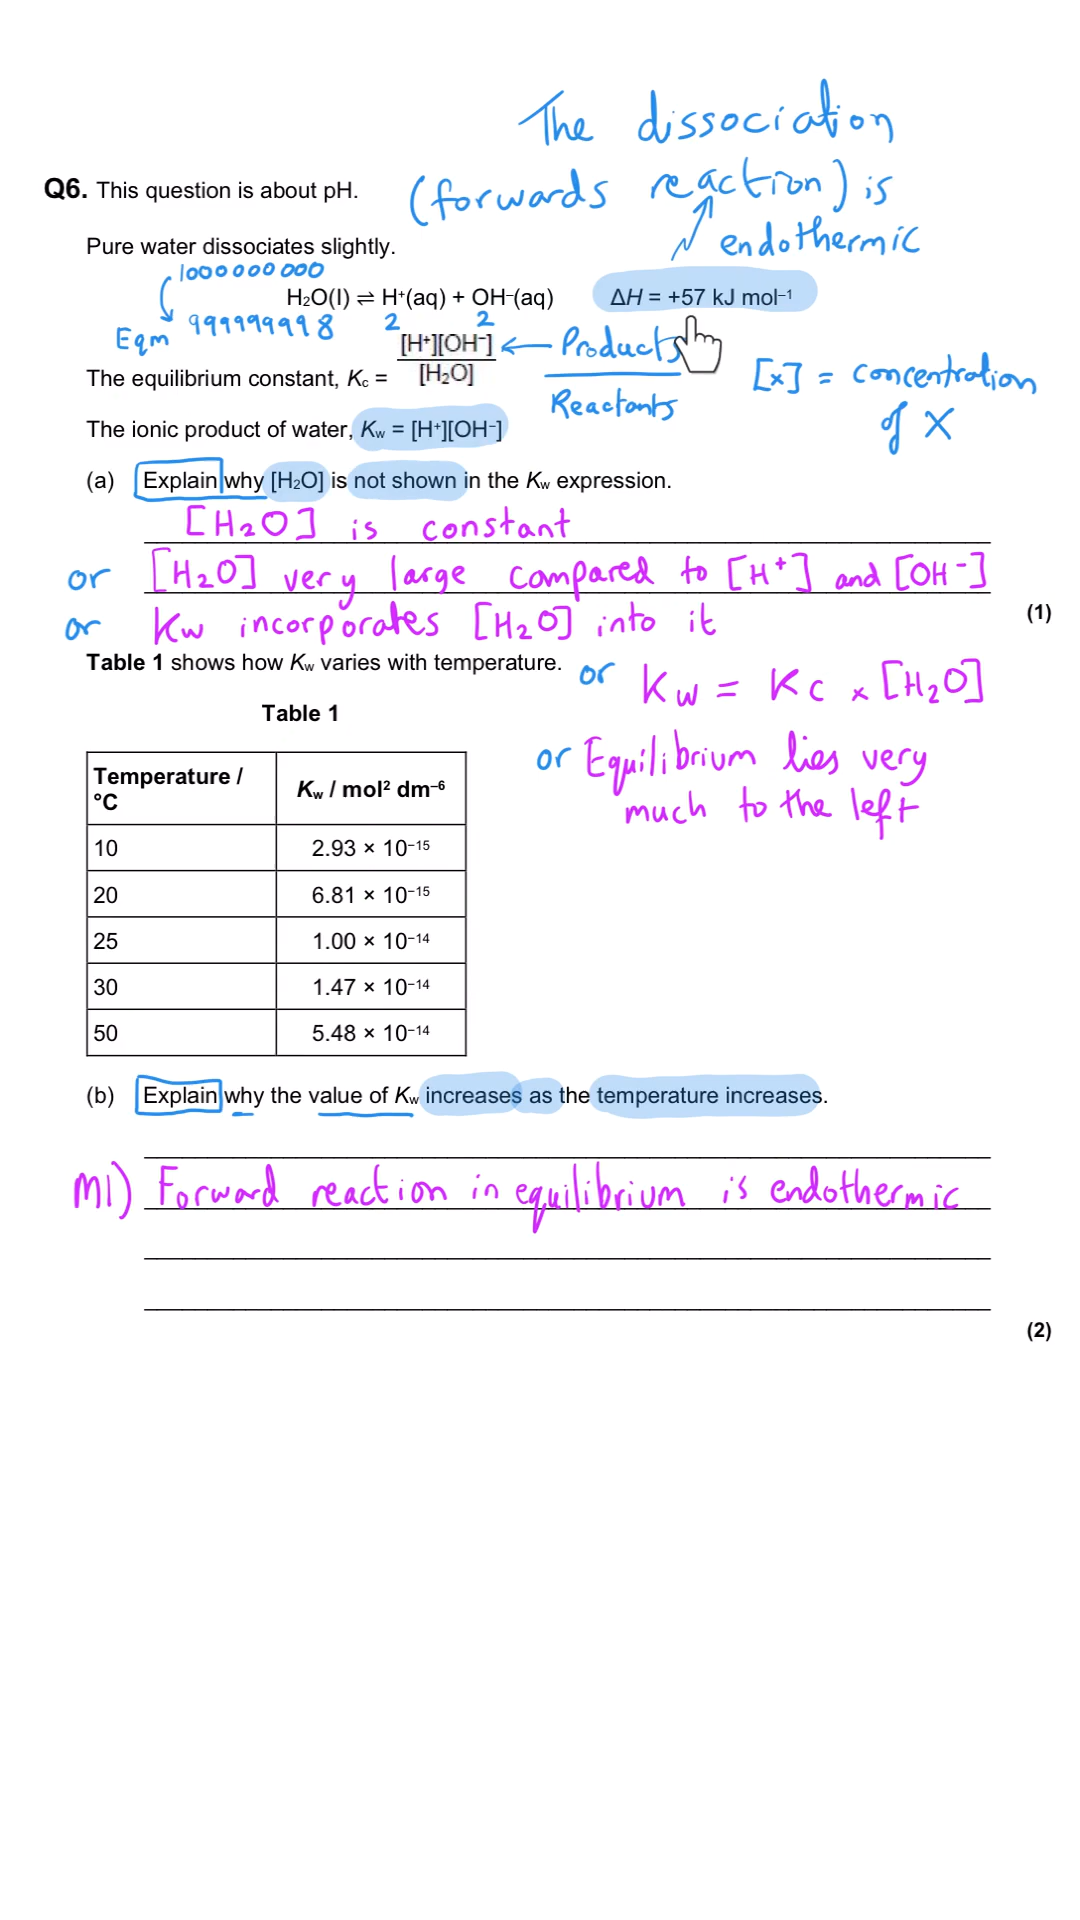 The dissociation
(forwards reaction) is
endothermic
Q6. This question is about pH.
Pure water dissociates slightly.
1000000000
H₂O(l) ⇌ H⁺(aq) + OH⁻(aq) ΔH = +57 kJ mol⁻¹
Eqm 999999998 2 2
[H⁺][OH⁻] ← Products
The equilibrium constant, Kc = [H₂O]
Reactants
[x] = concentration
of X
The ionic product of water, Kw = [H⁺][OH⁻]
(a) Explain why [H₂O] is not shown in the Kw expression.
[H₂O] is constant
or [H₂O] very large compared to [H⁺] and [OH⁻]
(1)
or Kw incorporates [H₂O] into it
Table 1 shows how Kw varies with temperature.
or Kw = Kc × [H₂O]
or Equilibrium lies very
much to the left
Table 1
Temperature / °C Kw / mol² dm⁻⁶
10 2.93 × 10⁻¹⁵
20 6.81 × 10⁻¹⁵
25 1.00 × 10⁻¹⁴
30 1.47 × 10⁻¹⁴
50 5.48 × 10⁻¹⁴
(b) Explain why the value of Kw increases as the temperature increases.
M1) Forward reaction in equilibrium is endothermic
(2)